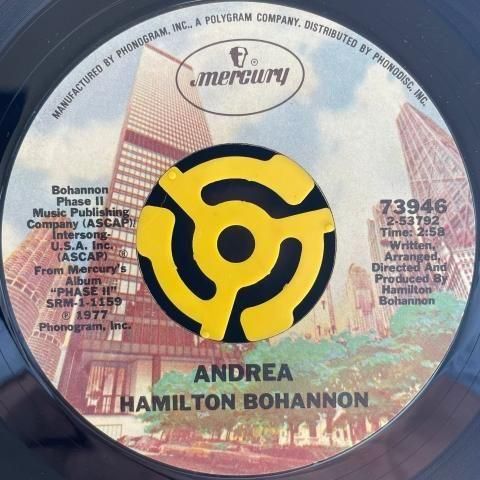 MANUFACTURED BY PHONOGRAM, INC., A POLYGRAM COMPANY, DISTRIBUTED BY PHONODISC, INC.
mercury
®
Bohannon
Phase II
Music Publishing
Company (ASCAP)/
Intersong-
U.S.A. Inc.
(ASCAP)
From Mercury's
Album
"PHASE II"
SRM-1-1159
℗ 1977
Phonogram, Inc.
73946
2-53792
Time: 2:58
Written,
Arranged,
Directed And
Produced By
Hamilton
Bohannon
ANDREA
HAMILTON BOHANNON